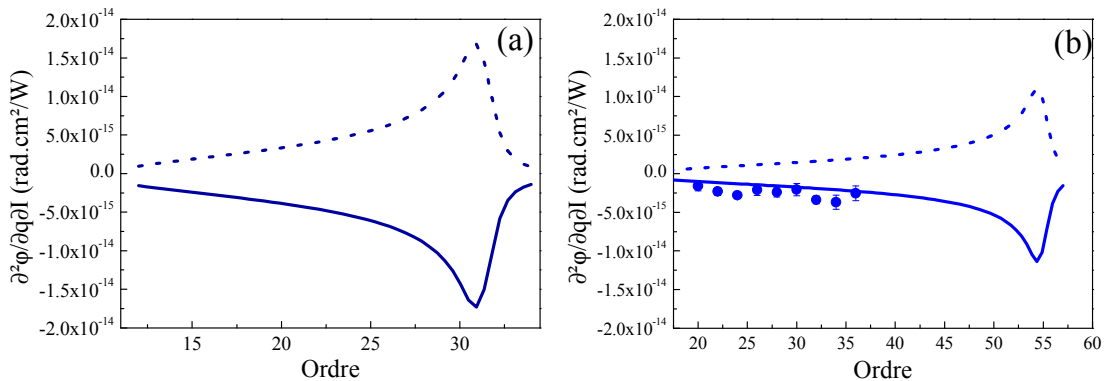 (a)
∂²φ/∂q∂I (rad.cm²/W)
2.0x10⁻¹⁴
1.5x10⁻¹⁴
1.0x10⁻¹⁴
5.0x10⁻¹⁵
0.0
-5.0x10⁻¹⁵
-1.0x10⁻¹⁴
-1.5x10⁻¹⁴
-2.0x10⁻¹⁴
15 20 25 30
Ordre
(b)
∂²φ/∂q∂I (rad.cm²/W)
2.0x10⁻¹⁴
1.5x10⁻¹⁴
1.0x10⁻¹⁴
5.0x10⁻¹⁵
0.0
-5.0x10⁻¹⁵
-1.0x10⁻¹⁴
-1.5x10⁻¹⁴
-2.0x10⁻¹⁴
20 25 30 35 40 45 50 55 60
Ordre